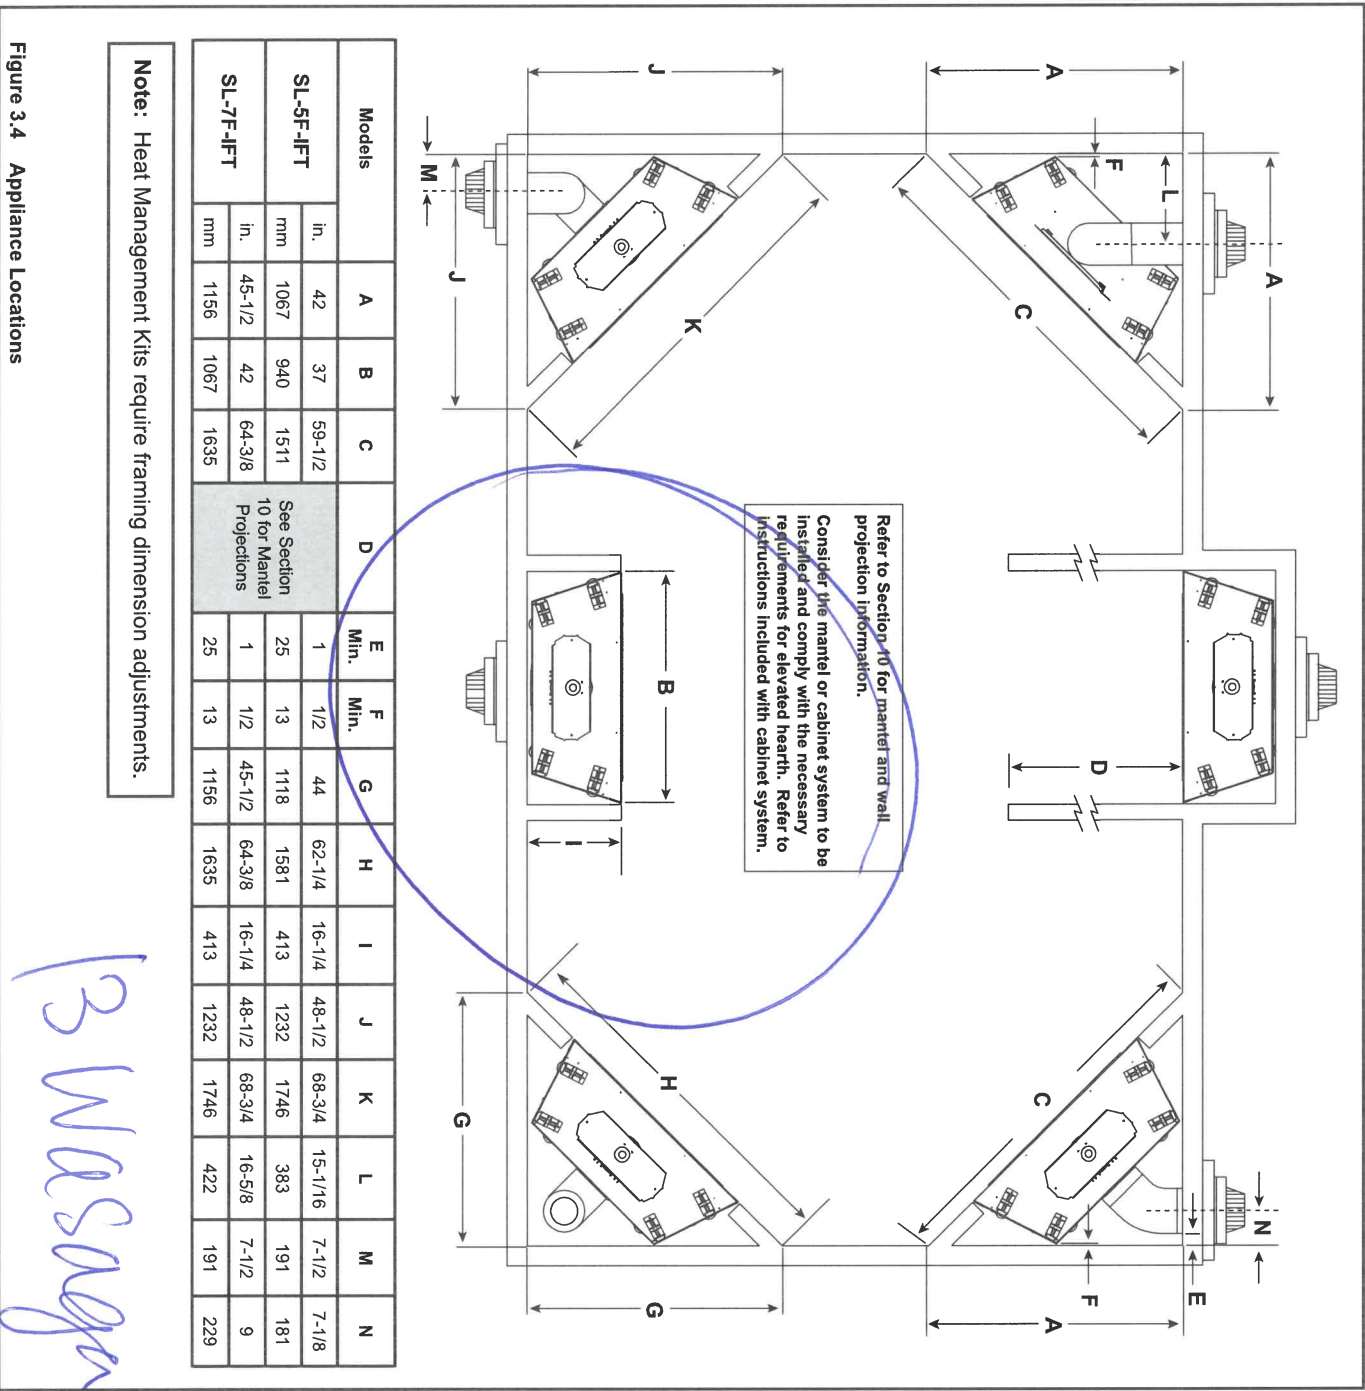 A
N
E
L
F
D
F
A
A
C
C
Refer to Section 10 for mantel and wall
projection information.
Consider the mantel or cabinet system to be
installed and comply with the necessary
requirements for elevated hearth. Refer to
instructions included with cabinet system.
K
B
H
J
G
I
J
G
M
Models A B C D E Min. F Min. G H I J K L M N
SL-5F-IFT in. 42 37 59-1/2 See Section 10 for Mantel Projections 1 1/2 44 62-1/4 16-1/4 48-1/2 68-3/4 15-1/16 7-1/2 7-1/8
mm 1067 940 1511 25 13 1118 1581 413 1232 1746 383 191 181
SL-7F-IFT in. 45-1/2 42 64-3/8 1 1/2 45-1/2 64-3/8 16-1/4 48-1/2 68-3/4 16-5/8 7-1/2 9
mm 1156 1067 1635 25 13 1156 1635 413 1232 1746 422 191 229
Note: Heat Management Kits require framing dimension adjustments.
13 Wasaga
Figure 3.4 Appliance Locations